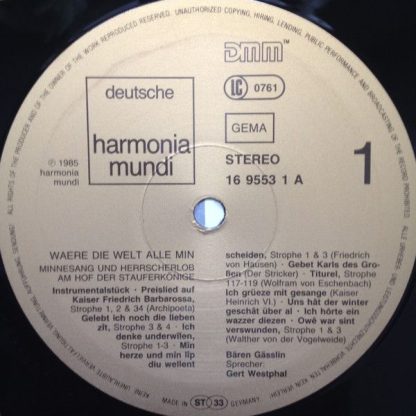 ALL RIGHTS OF THE PRODUCER AND OF THE OWNER OF THE WORK REPRODUCED RESERVED. UNAUTHORIZED COPYING, HIRING, LENDING, PUBLIC PERFORMANCE AND BROADCASTING OF THE RECORD PROHIBITED.
DMM™
deutsche
harmonia
mundi
LC 0761
GEMA
℗ 1985
harmonia
mundi
STEREO
16 9553 1 A
1
WAERE DIE WELT ALLE MIN
MINNESANG UND HERRSCHERLOB
AM HOF DER STAUFERKÖNIGE
Instrumentalstück · Preislied auf
Kaiser Friedrich Barbarossa,
Strophe 1, 2 & 34 (Archipoeta)
Gelebt ich noch die lieben
zît, Strophe 3 & 4 · Ich
denke underwîlen,
Strophe 1-3 · Min
herze und min lîp
diu wellent
scheiden, Strophe 1 & 3 (Friedrich
von Hausen) · Gebet Karls des Gro-
ßen (Der Stricker) · Titurel, Strophe
117-119 (Wolfram von Eschenbach)
Ich grüeze mit gesange (Kaiser
Heinrich VI.) · Uns hât der winter
geschât über al · Ich hôrte ein
wazzer diezen · Owê war sint
verswunden, Strophe 1 & 3
(Walther von der Vogelweide)
Bären Gässlin
Sprecher:
Gert Westphal
MADE IN
ST 33